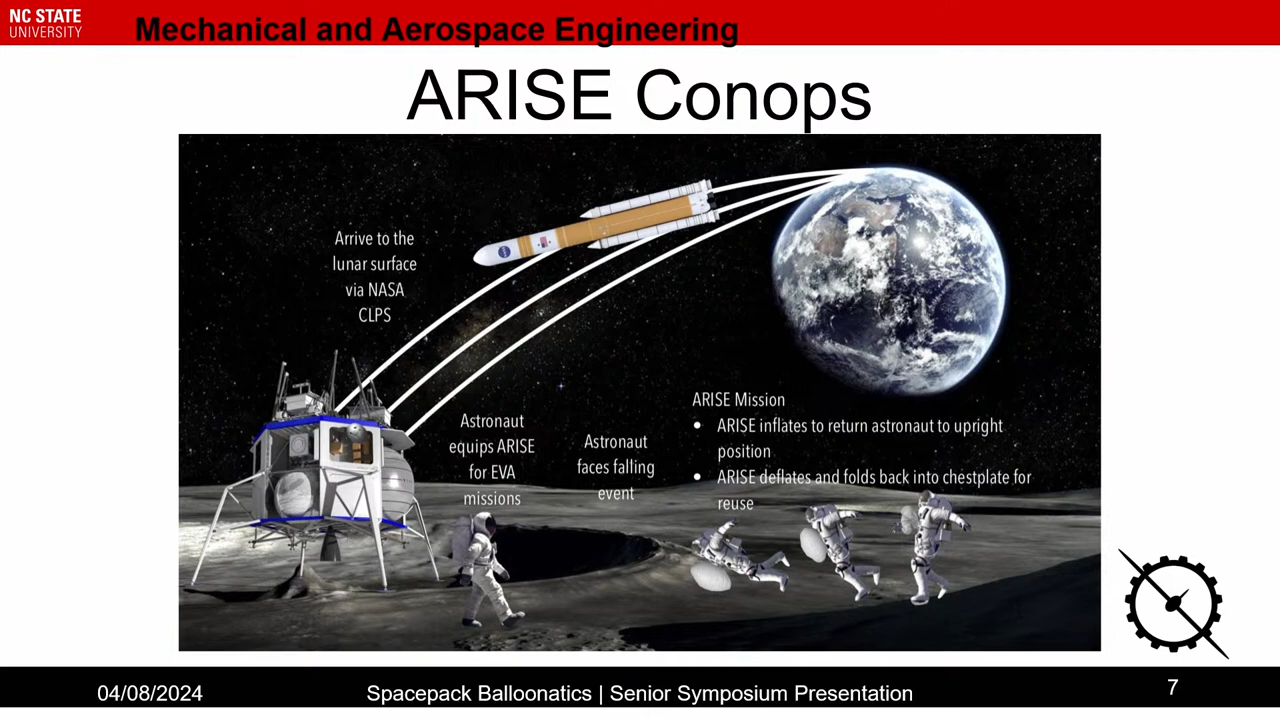 NC STATE
UNIVERSITY
Mechanical and Aerospace Engineering
ARISE Conops
Arrive to the
lunar surface
via NASA
CLPS
Astronaut
equips ARISE
for EVA
missions
Astronaut
faces falling
event
ARISE Mission
• ARISE inflates to return astronaut to upright
position
• ARISE deflates and folds back into chestplate for
reuse
04/08/2024
Spacepack Balloonatics | Senior Symposium Presentation
7